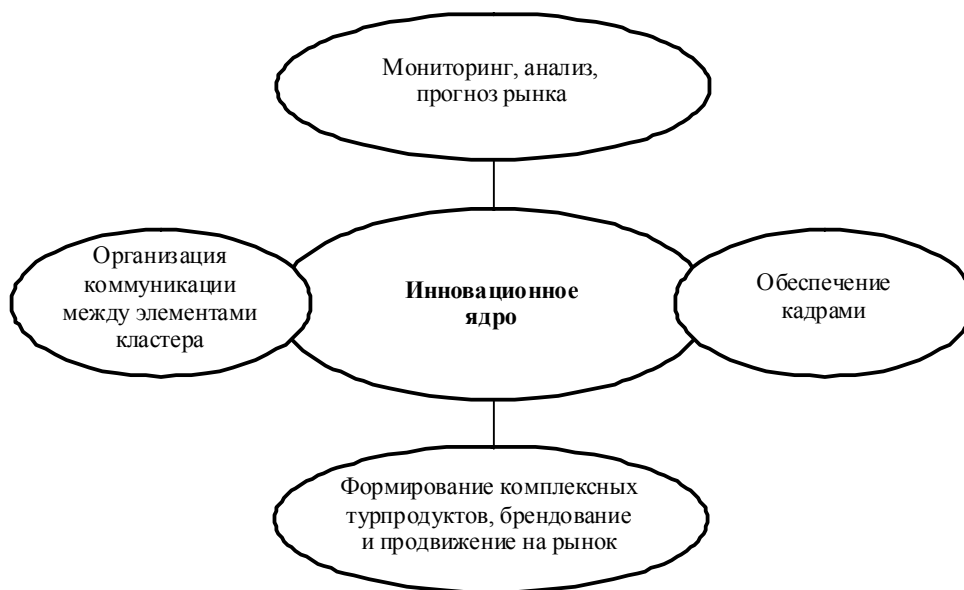 Мониторинг, анализ,
прогноз рынка
Организация
коммуникации
между элементами
кластера
Инновационное
ядро
Обеспечение
кадрами
Формирование комплексных
турпродуктов, брендование
и продвижение на рынок